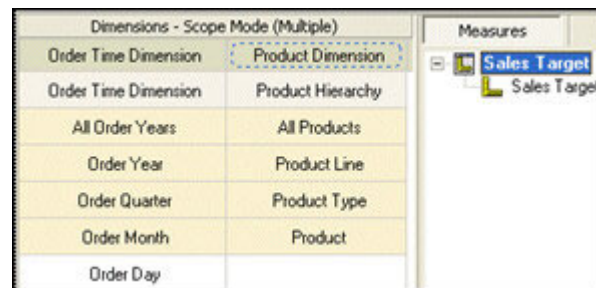 Dimensions - Scope Mode (Multiple)
Measures
Order Time Dimension Product Dimension
Sales Target
Order Time Dimension Product Hierarchy
Sales Targe
All Order Years All Products
Order Year Product Line
Order Quarter Product Type
Order Month Product
Order Day